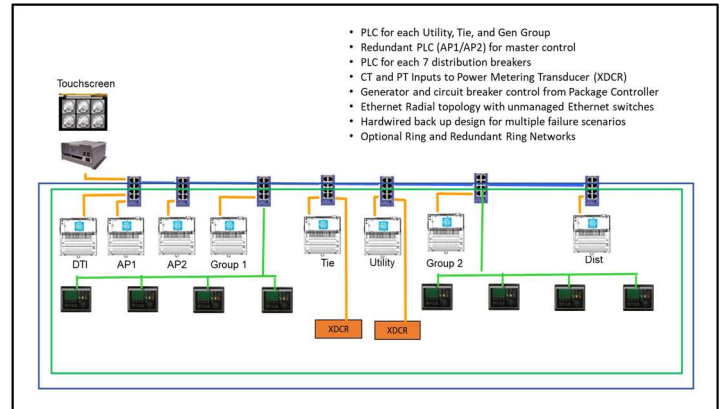 • PLC for each Utility, Tie, and Gen Group
• Redundant PLC (AP1/AP2) for master control
• PLC for each 7 distribution breakers
• CT and PT Inputs to Power Metering Transducer (XDCR)
• Generator and circuit breaker control from Package Controller
• Ethernet Radial topology with unmanaged Ethernet switches
• Hardwired back up design for multiple failure scenarios
• Optional Ring and Redundant Ring Networks
Touchscreen
DTI AP1 AP2 Group 1 Tie Utility Group 2 Dist
XDCR XDCR